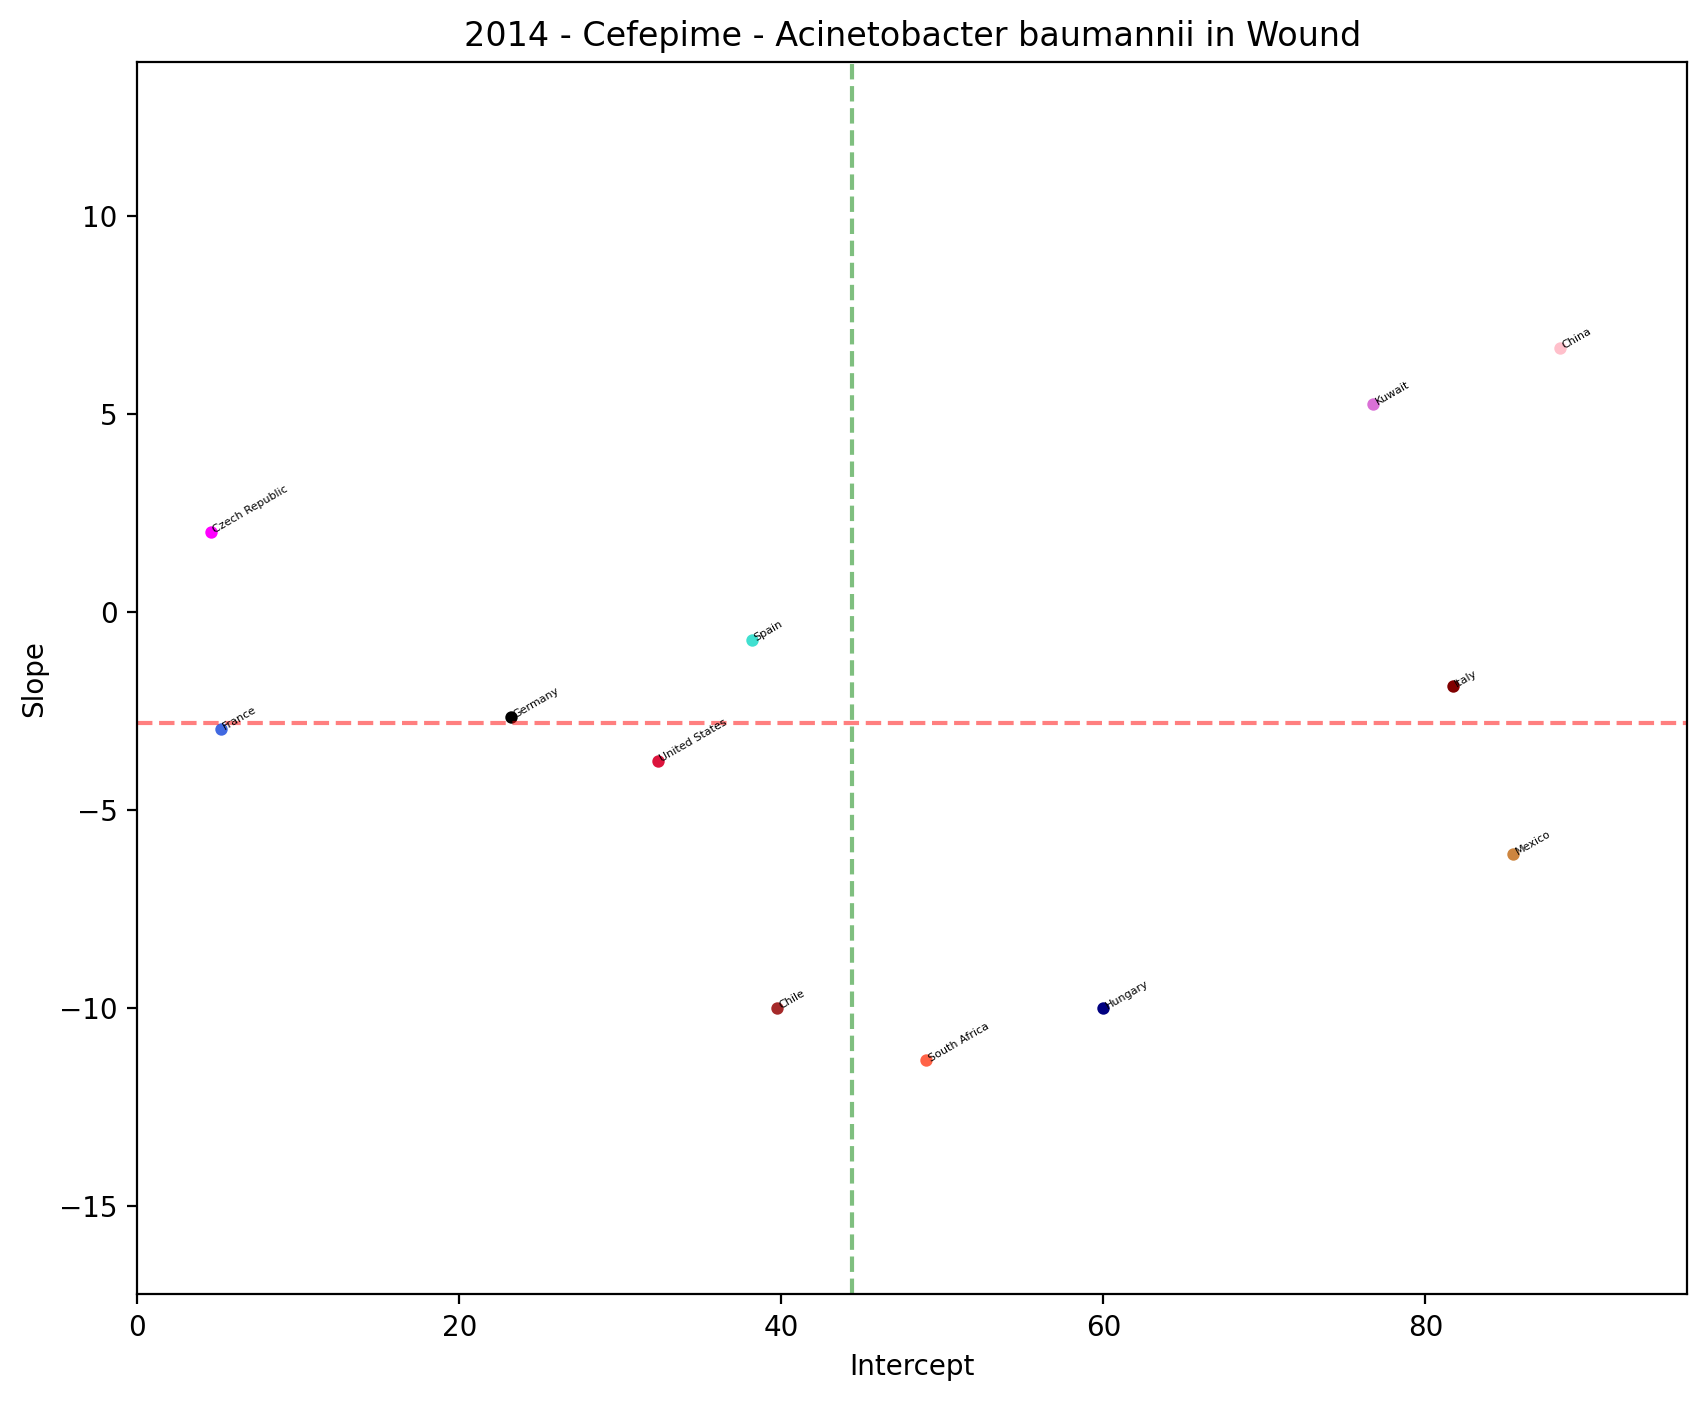 2014 - Cefepime - Acinetobacter baumannii in Wound
10
5
0
−5
−10
−15
Slope
China
Kuwait
Czech Republic
Spain
Italy
Germany
France
United States
Mexico
Chile
Hungary
South Africa
0 20 40 60 80
Intercept